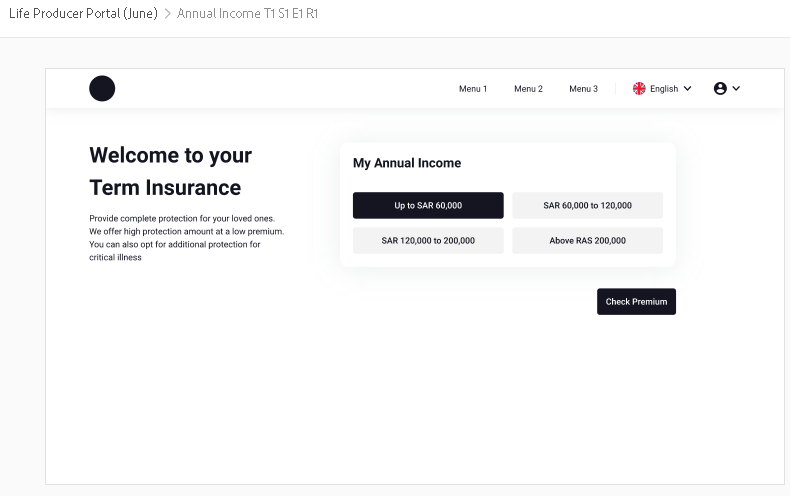 Life Producer Portal (June) > Annual Income T1 S1 E1 R1
Menu 1 Menu 2 Menu 3 English
Welcome to your
Term Insurance
Provide complete protection for your loved ones.
We offer high protection amount at a low premium.
You can also opt for additional protection for
critical illness
My Annual Income
Up to SAR 60,000 SAR 60,000 to 120,000
SAR 120,000 to 200,000 Above RAS 200,000
Check Premium